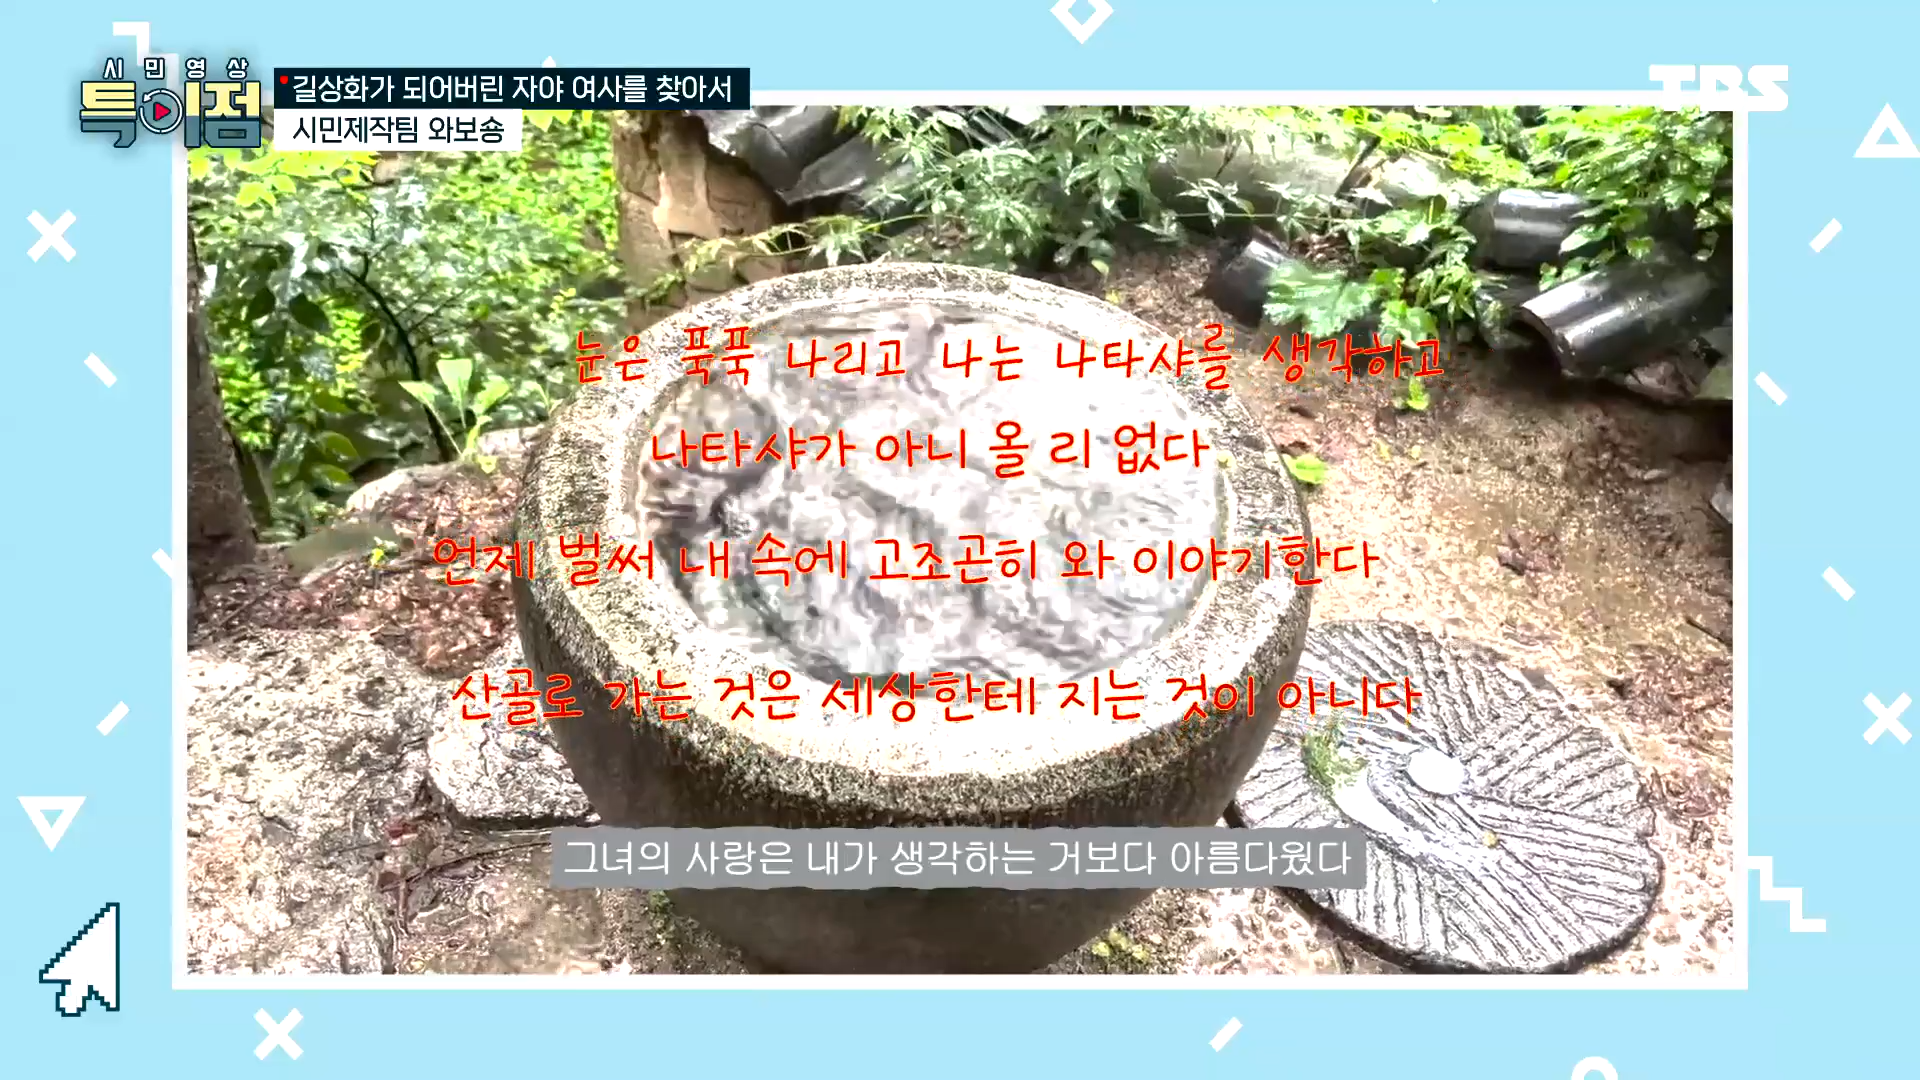 시민영상
특이점
길상화가 되어버린 자야 여사를 찾아서
시민제작팀 와보숑
TBS
눈은 푹푹 나리고 나는 나타샤를 생각하고
나타샤가 아니 올 리 없다
언제 벌써 내 속에 고조곤히 와 이야기한다
산골로 가는 것은 세상한테 지는 것이 아니다
그녀의 사랑은 내가 생각하는 거보다 아름다웠다